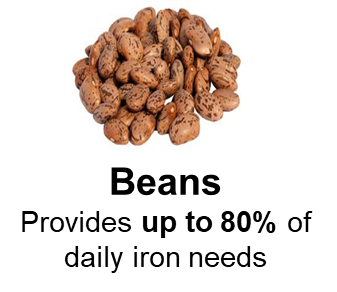 Beans
Provides up to 80% of
daily iron needs